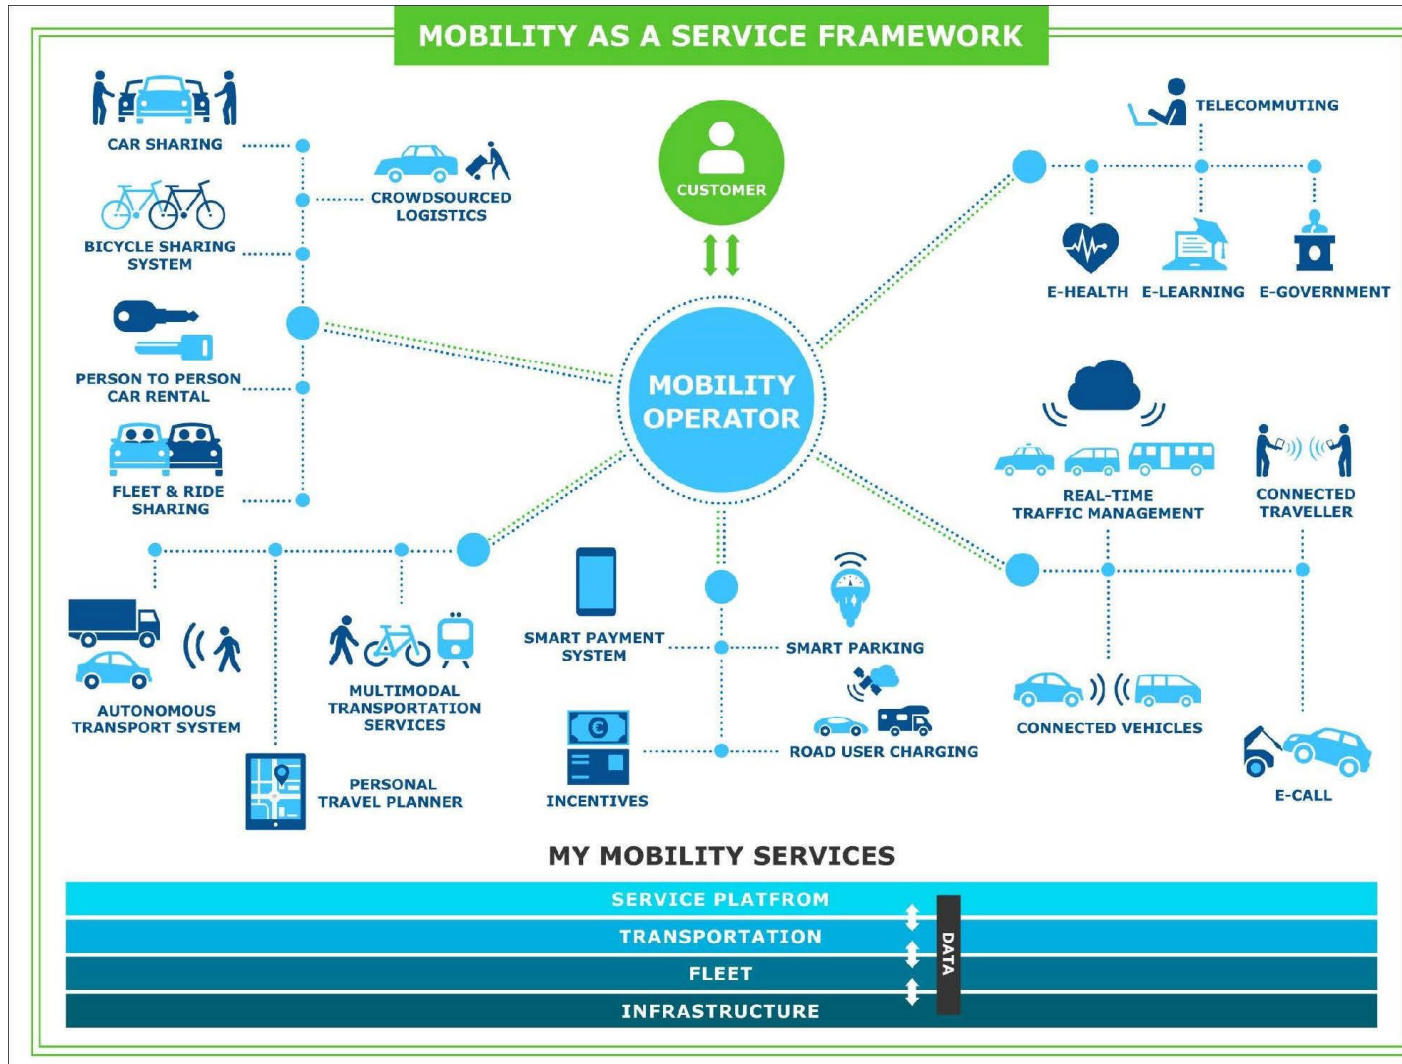 MOBILITY AS A SERVICE FRAMEWORK
CAR SHARING
CROWDSOURCED
LOGISTICS
BICYCLE SHARING
SYSTEM
PERSON TO PERSON
CAR RENTAL
FLEET & RIDE
SHARING
CUSTOMER
MOBILITY
OPERATOR
TELECOMMUTING
E-HEALTH
E-LEARNING
E-GOVERNMENT
REAL-TIME
TRAFFIC MANAGEMENT
CONNECTED
TRAVELLER
CONNECTED VEHICLES
E-CALL
AUTONOMOUS
TRANSPORT SYSTEM
MULTIMODAL
TRANSPORTATION
SERVICES
PERSONAL
TRAVEL PLANNER
SMART PAYMENT
SYSTEM
SMART PARKING
€
INCENTIVES
ROAD USER CHARGING
MY MOBILITY SERVICES
SERVICE PLATFROM
TRANSPORTATION
FLEET
INFRASTRUCTURE
DATA